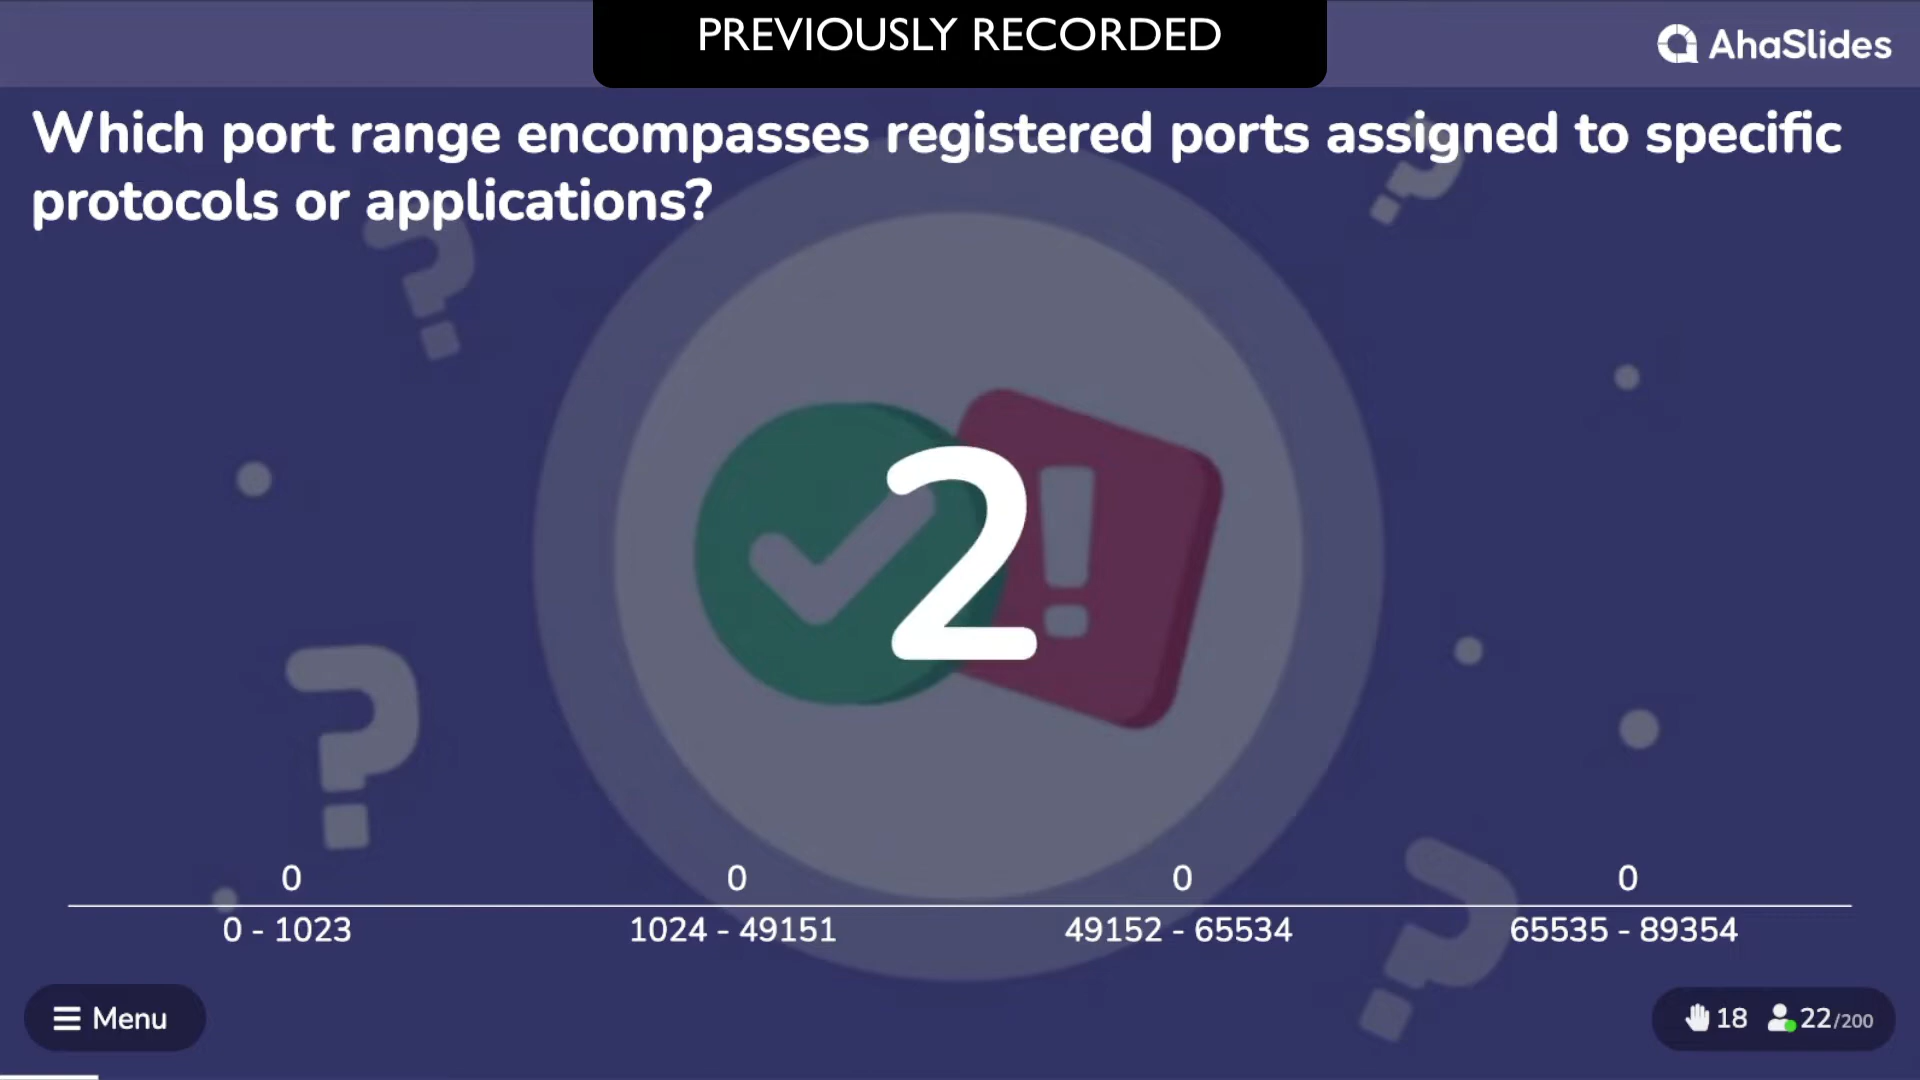 PREVIOUSLY RECORDED
AhaSlides
Which port range encompasses registered ports assigned to specific
protocols or applications?
2
0 0 0 0
0 - 1023 1024 - 49151 49152 - 65534 65535 - 89354
Menu 18 22/200